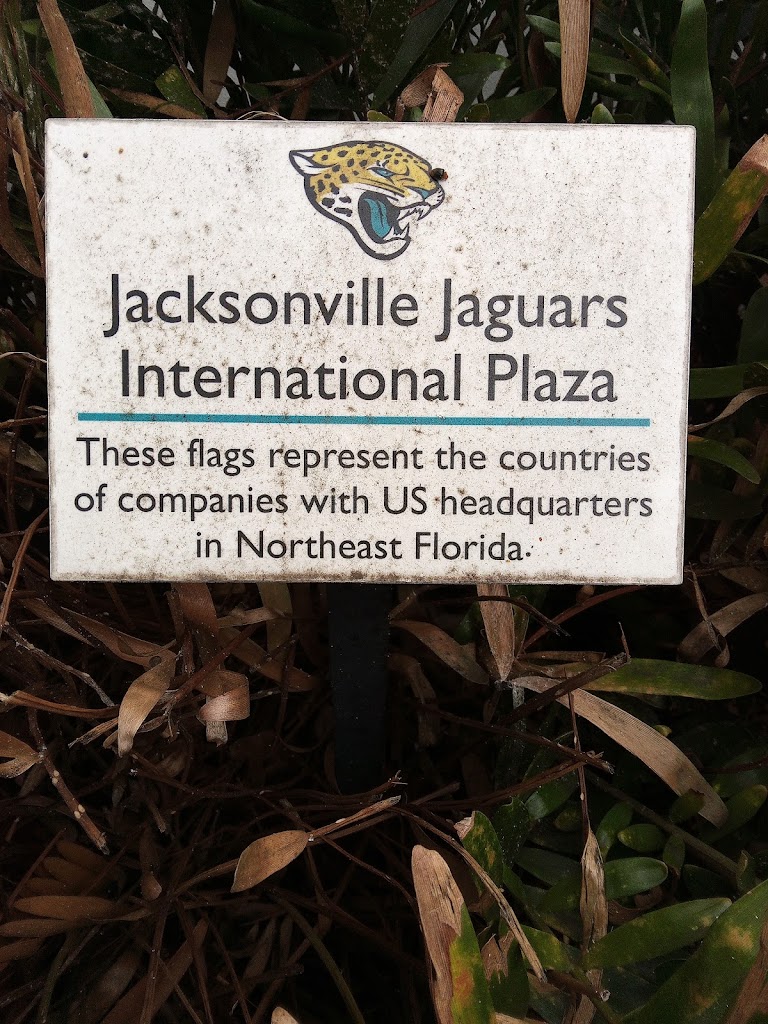 Jacksonville Jaguars
International Plaza
These flags represent the countries
of companies with US headquarters
in Northeast Florida.